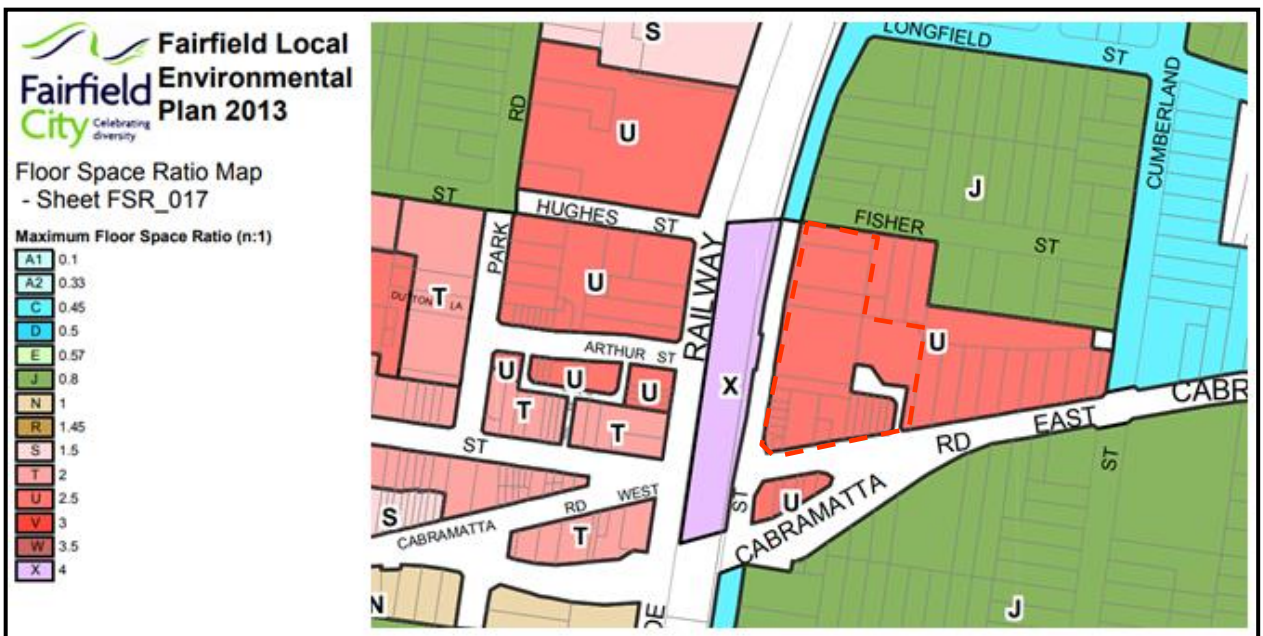 Fairfield
City
Celebrating
diversity
Fairfield Local
Environmental
Plan 2013
Floor Space Ratio Map
- Sheet FSR_017
Maximum Floor Space Ratio (n:1)
A1 0.1
A2 0.33
C 0.45
D 0.5
E 0.57
J 0.8
N 1
R 1.45
S 1.5
T 2
U 2.5
V 3
W 3.5
X 4
S
LONGFIELD
ST
CUMBERLAND
RD
U
J
ST
HUGHES ST
FISHER
ST
PARK
RAILWAY
U
DUTTON LA
T
ARTHUR ST
U
U
U
U
X
T
T
CABR
EAST
RD
ST
ST
WEST
RD
ST
U
CABRAMATTA
S
CABRAMATTA
T
N
DE
J